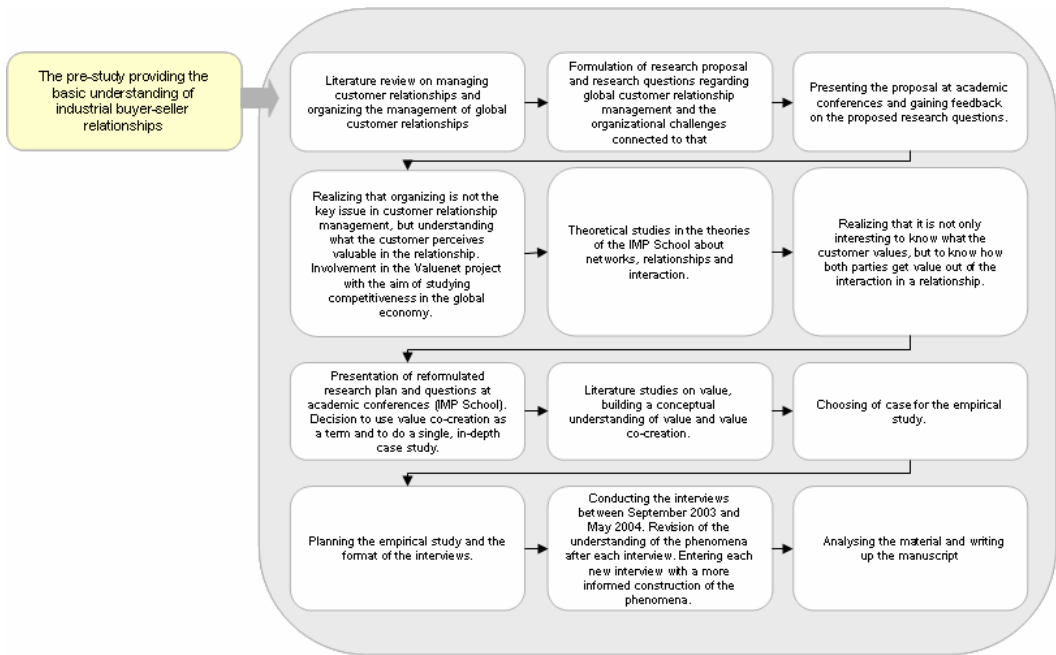 The pre-study providing the
basic understanding of
industrial buyer-seller
relationships
Literature review on managing
customer relationships and
organizing the management of global
customer relationships
Formulation of research proposal
and research questions regarding
global customer relationship
management and the
organizational challenges
connected to that
Presenting the proposal at academic
conferences and gaining feedback
on the proposed research questions.
Realizing that organizing is not the
key issue in customer relationship
management, but understanding
what the customer perceives
valuable in the relationship.
Involvement in the Valuenet project
with the aim of studying
competitiveness in the global
economy.
Theoretical studies in the theories
of the IMP School about
networks, relationships and
interaction.
Realizing that it is not only
interesting to know what the
customer values, but to know how
both parties get value out of the
interaction in a relationship.
Presentation of reformulated
research plan and questions at
academic conferences (IMP School).
Decision to use value co-creation as
a term and to do a single, in-depth
case study.
Literature studies on value,
building a conceptual
understanding of value and value
co-creation.
Choosing of case for the empirical
study.
Planning the empirical study and the
format of the interviews.
Conducting the interviews
between September 2003 and
May 2004. Revision of the
understanding of the phenomena
after each interview. Entering each
new interview with a more
informed construction of the
phenomena.
Analysing the material and writing
up the manuscript